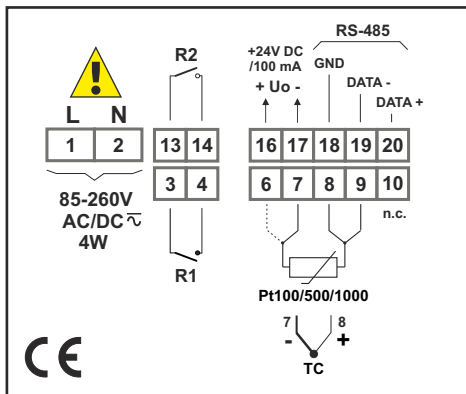 RS-485
R2
+24V DC
/100 mA
GND
+ Uo -
DATA -
DATA +
L N
1 2
13 14
16 17 18 19 20
3 4
6 7 8 9 10
n.c.
85-260V
AC/DC
4W
R1
Pt100/500/1000
7 8
- +
TC
CE